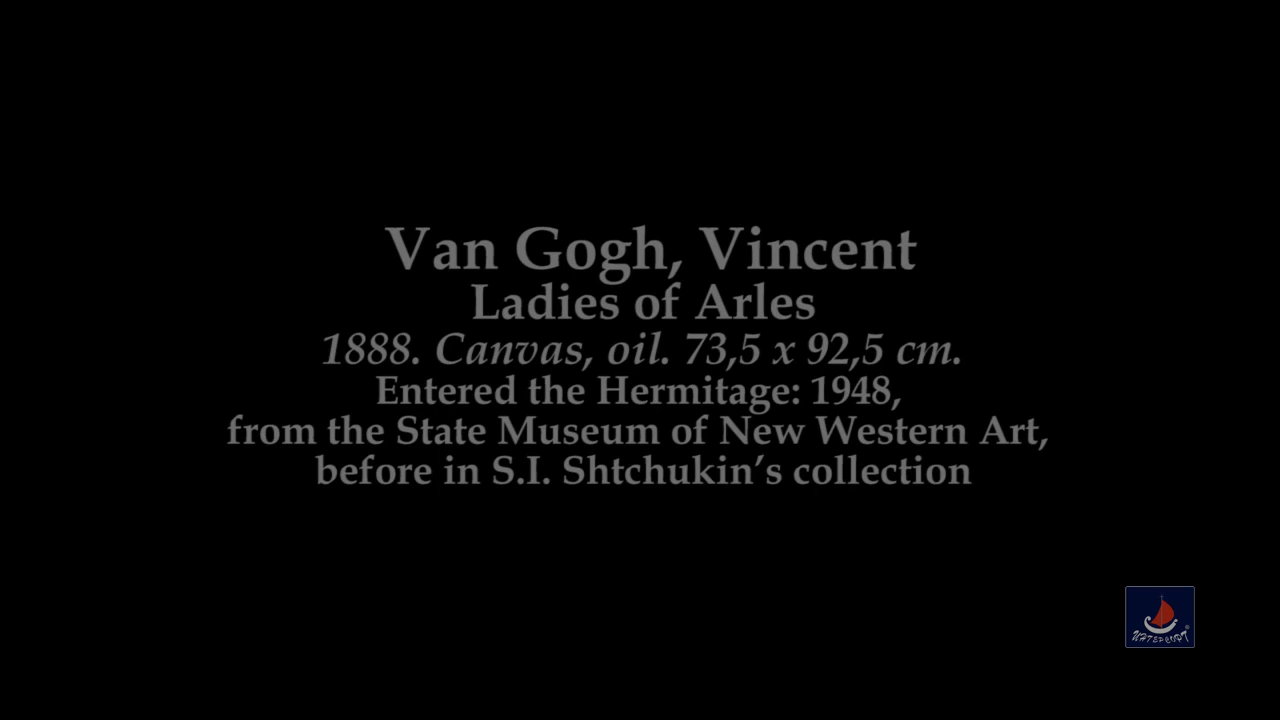 Van Gogh, Vincent
Ladies of Arles
1888. Canvas, oil. 73,5 x 92,5 cm.
Entered the Hermitage: 1948,
from the State Museum of New Western Art,
before in S.I. Shtchukin’s collection